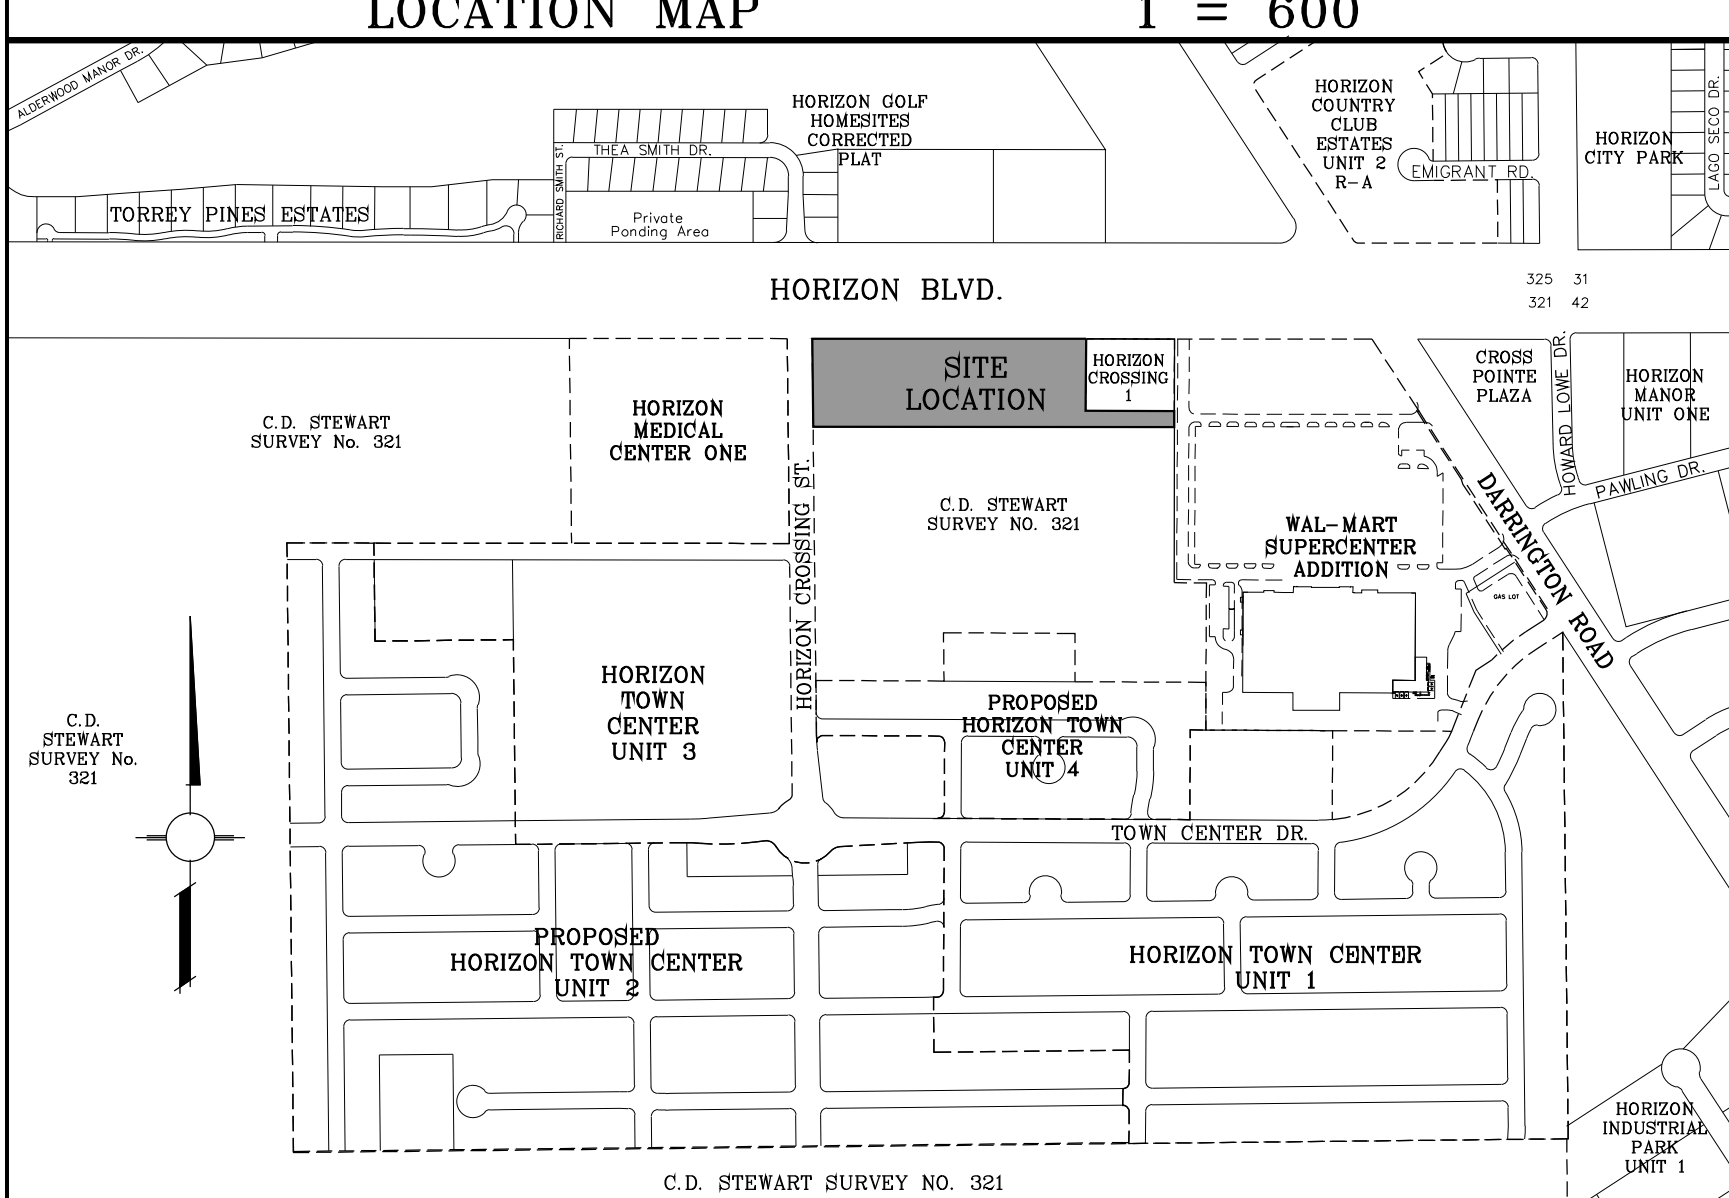 LOCATION MAP 1 = 600
ALDERWOOD MANOR DR.
HORIZON GOLF
HOMESITES
CORRECTED
PLAT
THEA SMITH DR.
RICHARD SMITH ST.
TORREY PINES ESTATES
Private
Ponding Area
HORIZON
COUNTRY
CLUB
ESTATES
UNIT 2
R-A
EMIGRANT RD.
HORIZON
CITY PARK
LAGO SECO DR.
HORIZON BLVD.
325 31
321 42
SITE
LOCATION
HORIZON
CROSSING
1
CROSS
POINTE
PLAZA
HOWARD LOWE DR.
HORIZON
MANOR
UNIT ONE
PAWLING DR.
C.D. STEWART
SURVEY No. 321
HORIZON
MEDICAL
CENTER ONE
HORIZON CROSSING ST.
C.D. STEWART
SURVEY NO. 321
WAL-MART
SUPERCENTER
ADDITION
GAS LOT
DARRINGTON ROAD
C.D.
STEWART
SURVEY No.
321
HORIZON
TOWN
CENTER
UNIT 3
PROPOSED
HORIZON TOWN
CENTER
UNIT 4
TOWN CENTER DR.
PROPOSED
HORIZON TOWN CENTER
UNIT 2
HORIZON TOWN CENTER
UNIT 1
HORIZON
INDUSTRIAL
PARK
UNIT 1
C.D. STEWART SURVEY NO. 321